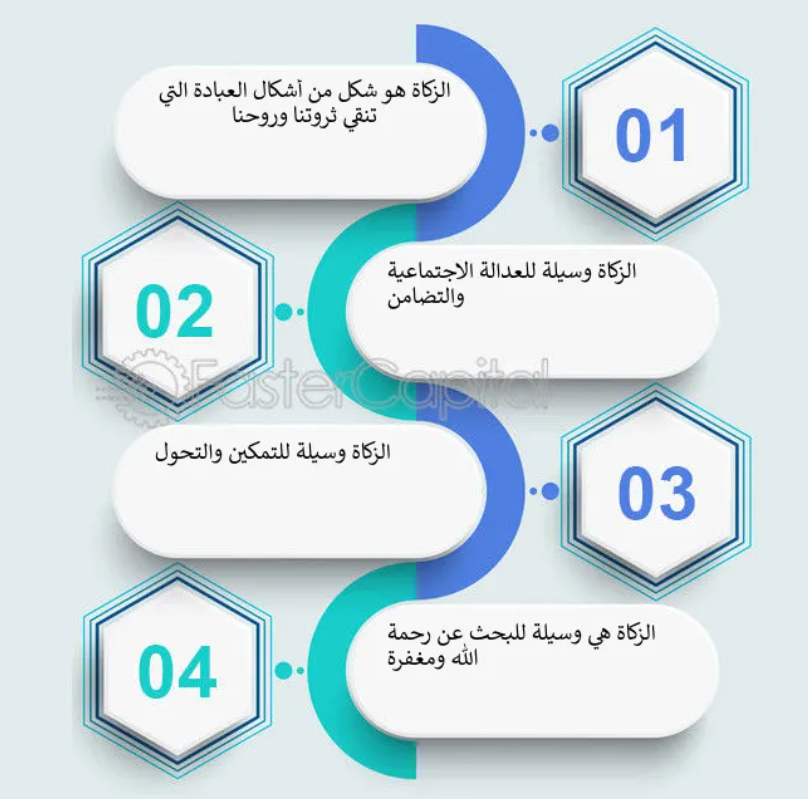 01
الزكاة هو شكل من أشكال العبادة التي
تنقي ثروتنا وروحنا
02
الزكاة وسيلة للعدالة الاجتماعية
والتضامن
FasterCapital
03
الزكاة وسيلة للتمكين والتحول
04
الزكاة هي وسيلة للبحث عن رحمة
الله ومغفرة